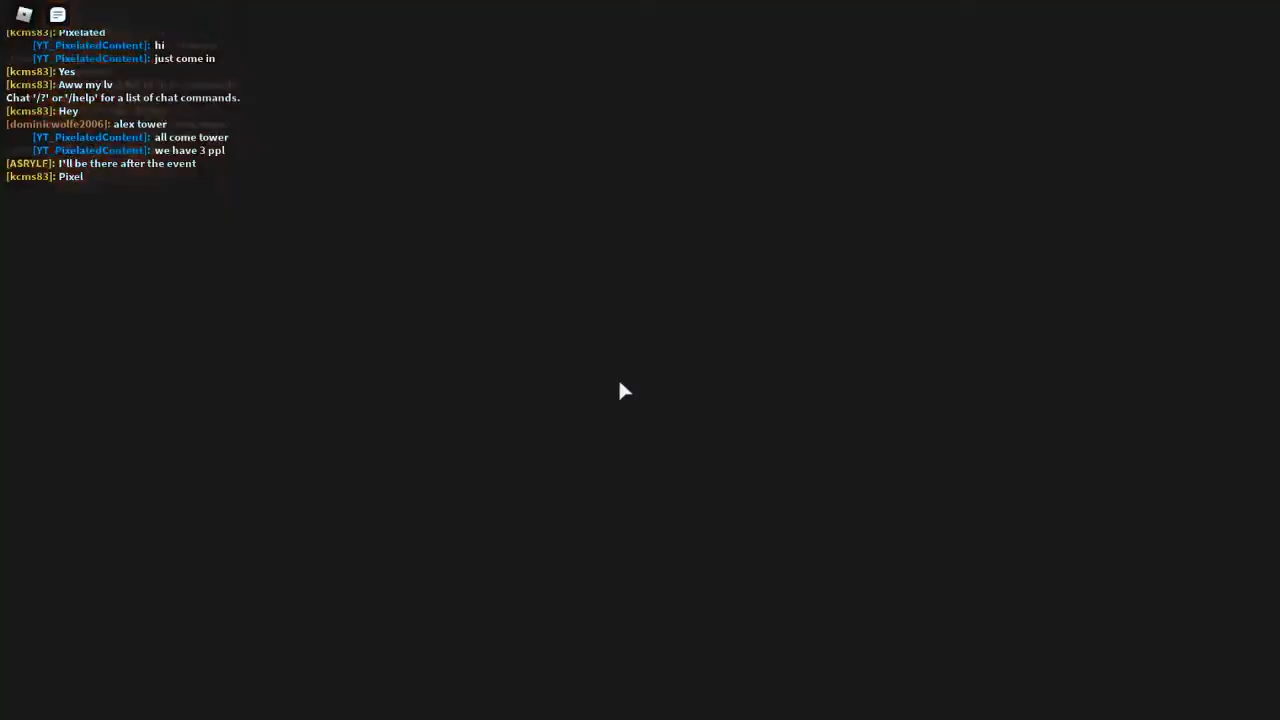 [kcms83]: Pixelated
[YT_PixelatedContent]: hi
[YT_PixelatedContent]: just come in
[kcms83]: Yes
[kcms83]: Aww my lv
Chat '/?' or '/help' for a list of chat commands.
[kcms83]: Hey
[dominicwolfe2006]: alex tower
[YT_PixelatedContent]: all come tower
[YT_PixelatedContent]: we have 3 ppl
[ASRYLF]: I'll be there after the event
[kcms83]: Pixel